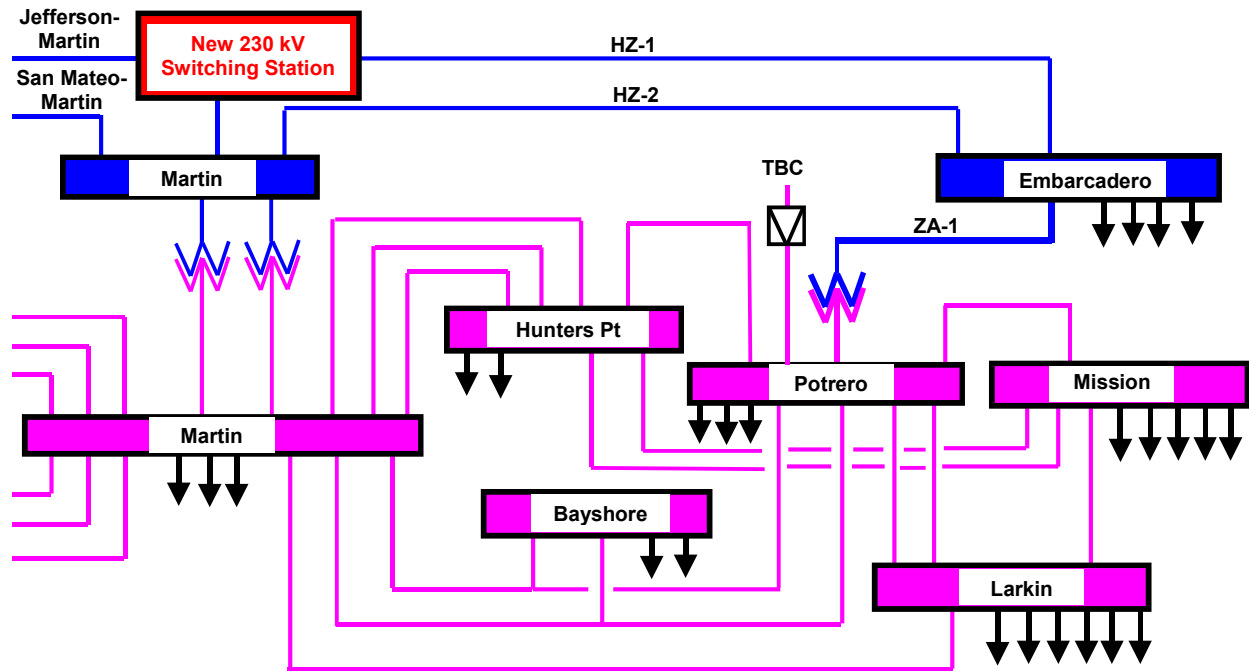 Jefferson-
Martin
New 230 kV
Switching Station
HZ-1
San Mateo-
Martin
HZ-2
Martin
TBC
Embarcadero
ZA-1
Hunters Pt
Potrero
Mission
Martin
Bayshore
Larkin